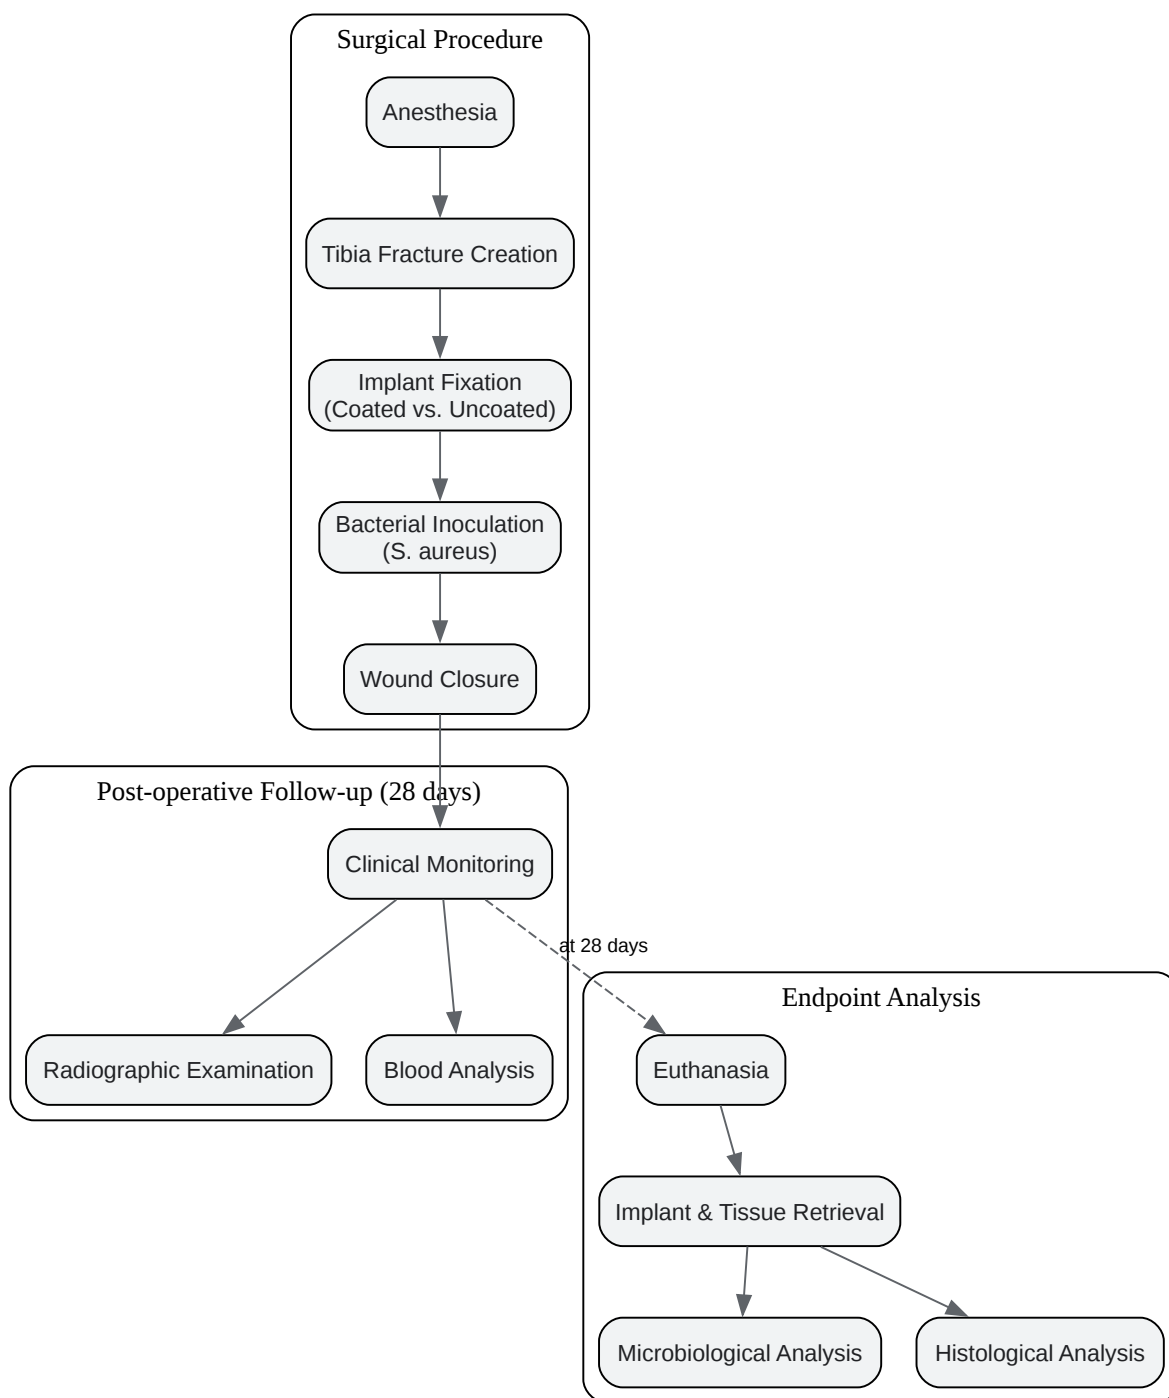 Surgical Procedure
Anesthesia
Tibia Fracture Creation
Implant Fixation
(Coated vs. Uncoated)
Bacterial Inoculation
(S. aureus)
Wound Closure
Post-operative Follow-up (28 days)
Clinical Monitoring
at 28 days
Radiographic Examination
Blood Analysis
Endpoint Analysis
Euthanasia
Implant & Tissue Retrieval
Microbiological Analysis
Histological Analysis